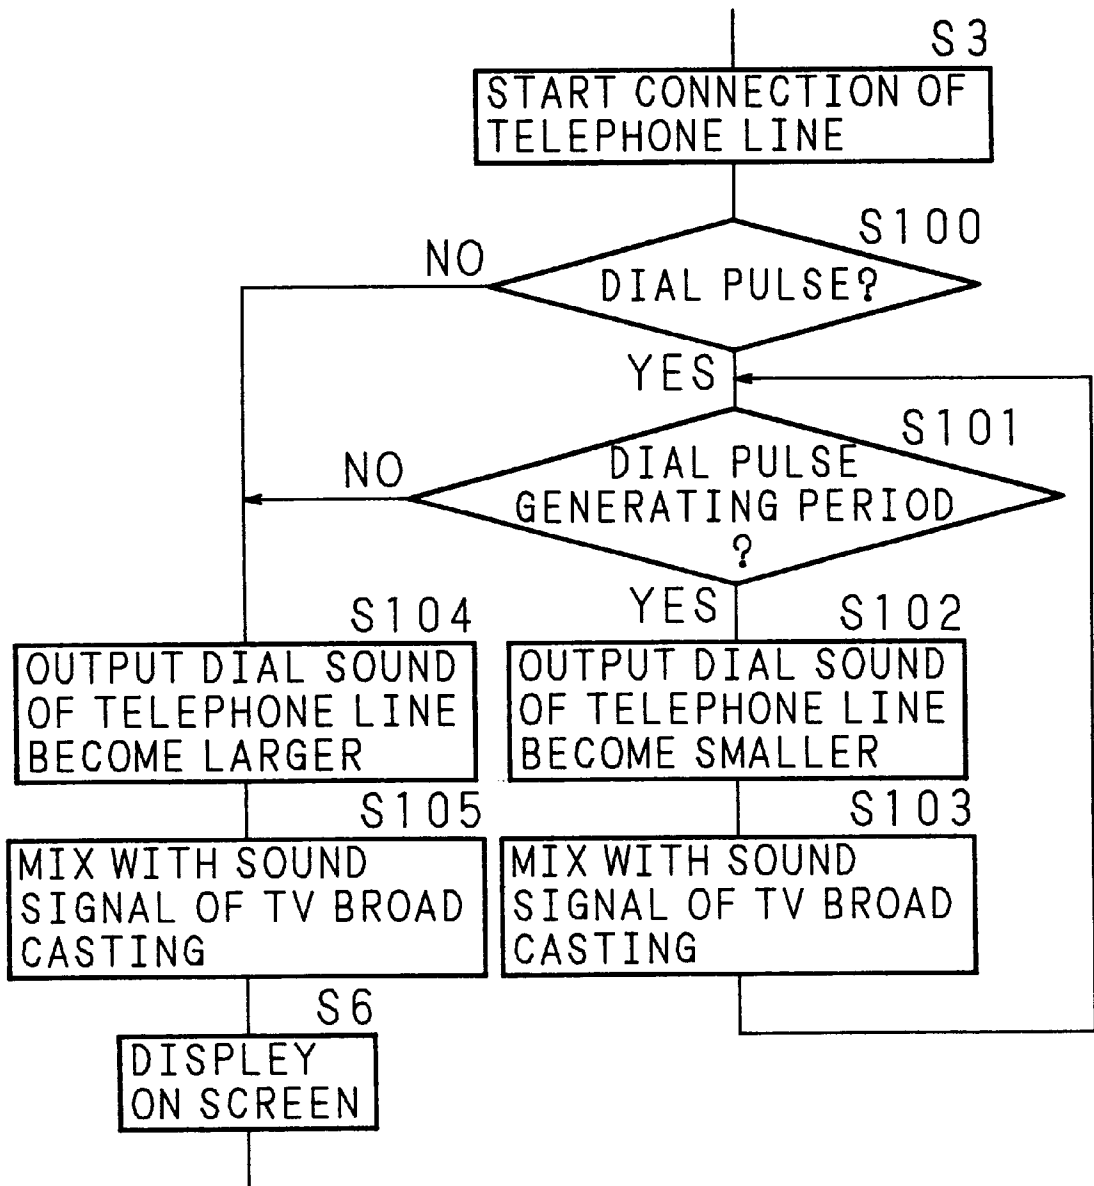 S3
START CONNECTION OF
TELEPHONE LINE
S100
NO
DIAL PULSE?
YES
S101
NO
DIAL PULSE
GENERATING PERIOD
?
YES
S104
OUTPUT DIAL SOUND
OF TELEPHONE LINE
BECOME LARGER
S102
OUTPUT DIAL SOUND
OF TELEPHONE LINE
BECOME SMALLER
S105
MIX WITH SOUND
SIGNAL OF TV BROAD
CASTING
S103
MIX WITH SOUND
SIGNAL OF TV BROAD
CASTING
S6
DISPLEY
ON SCREEN